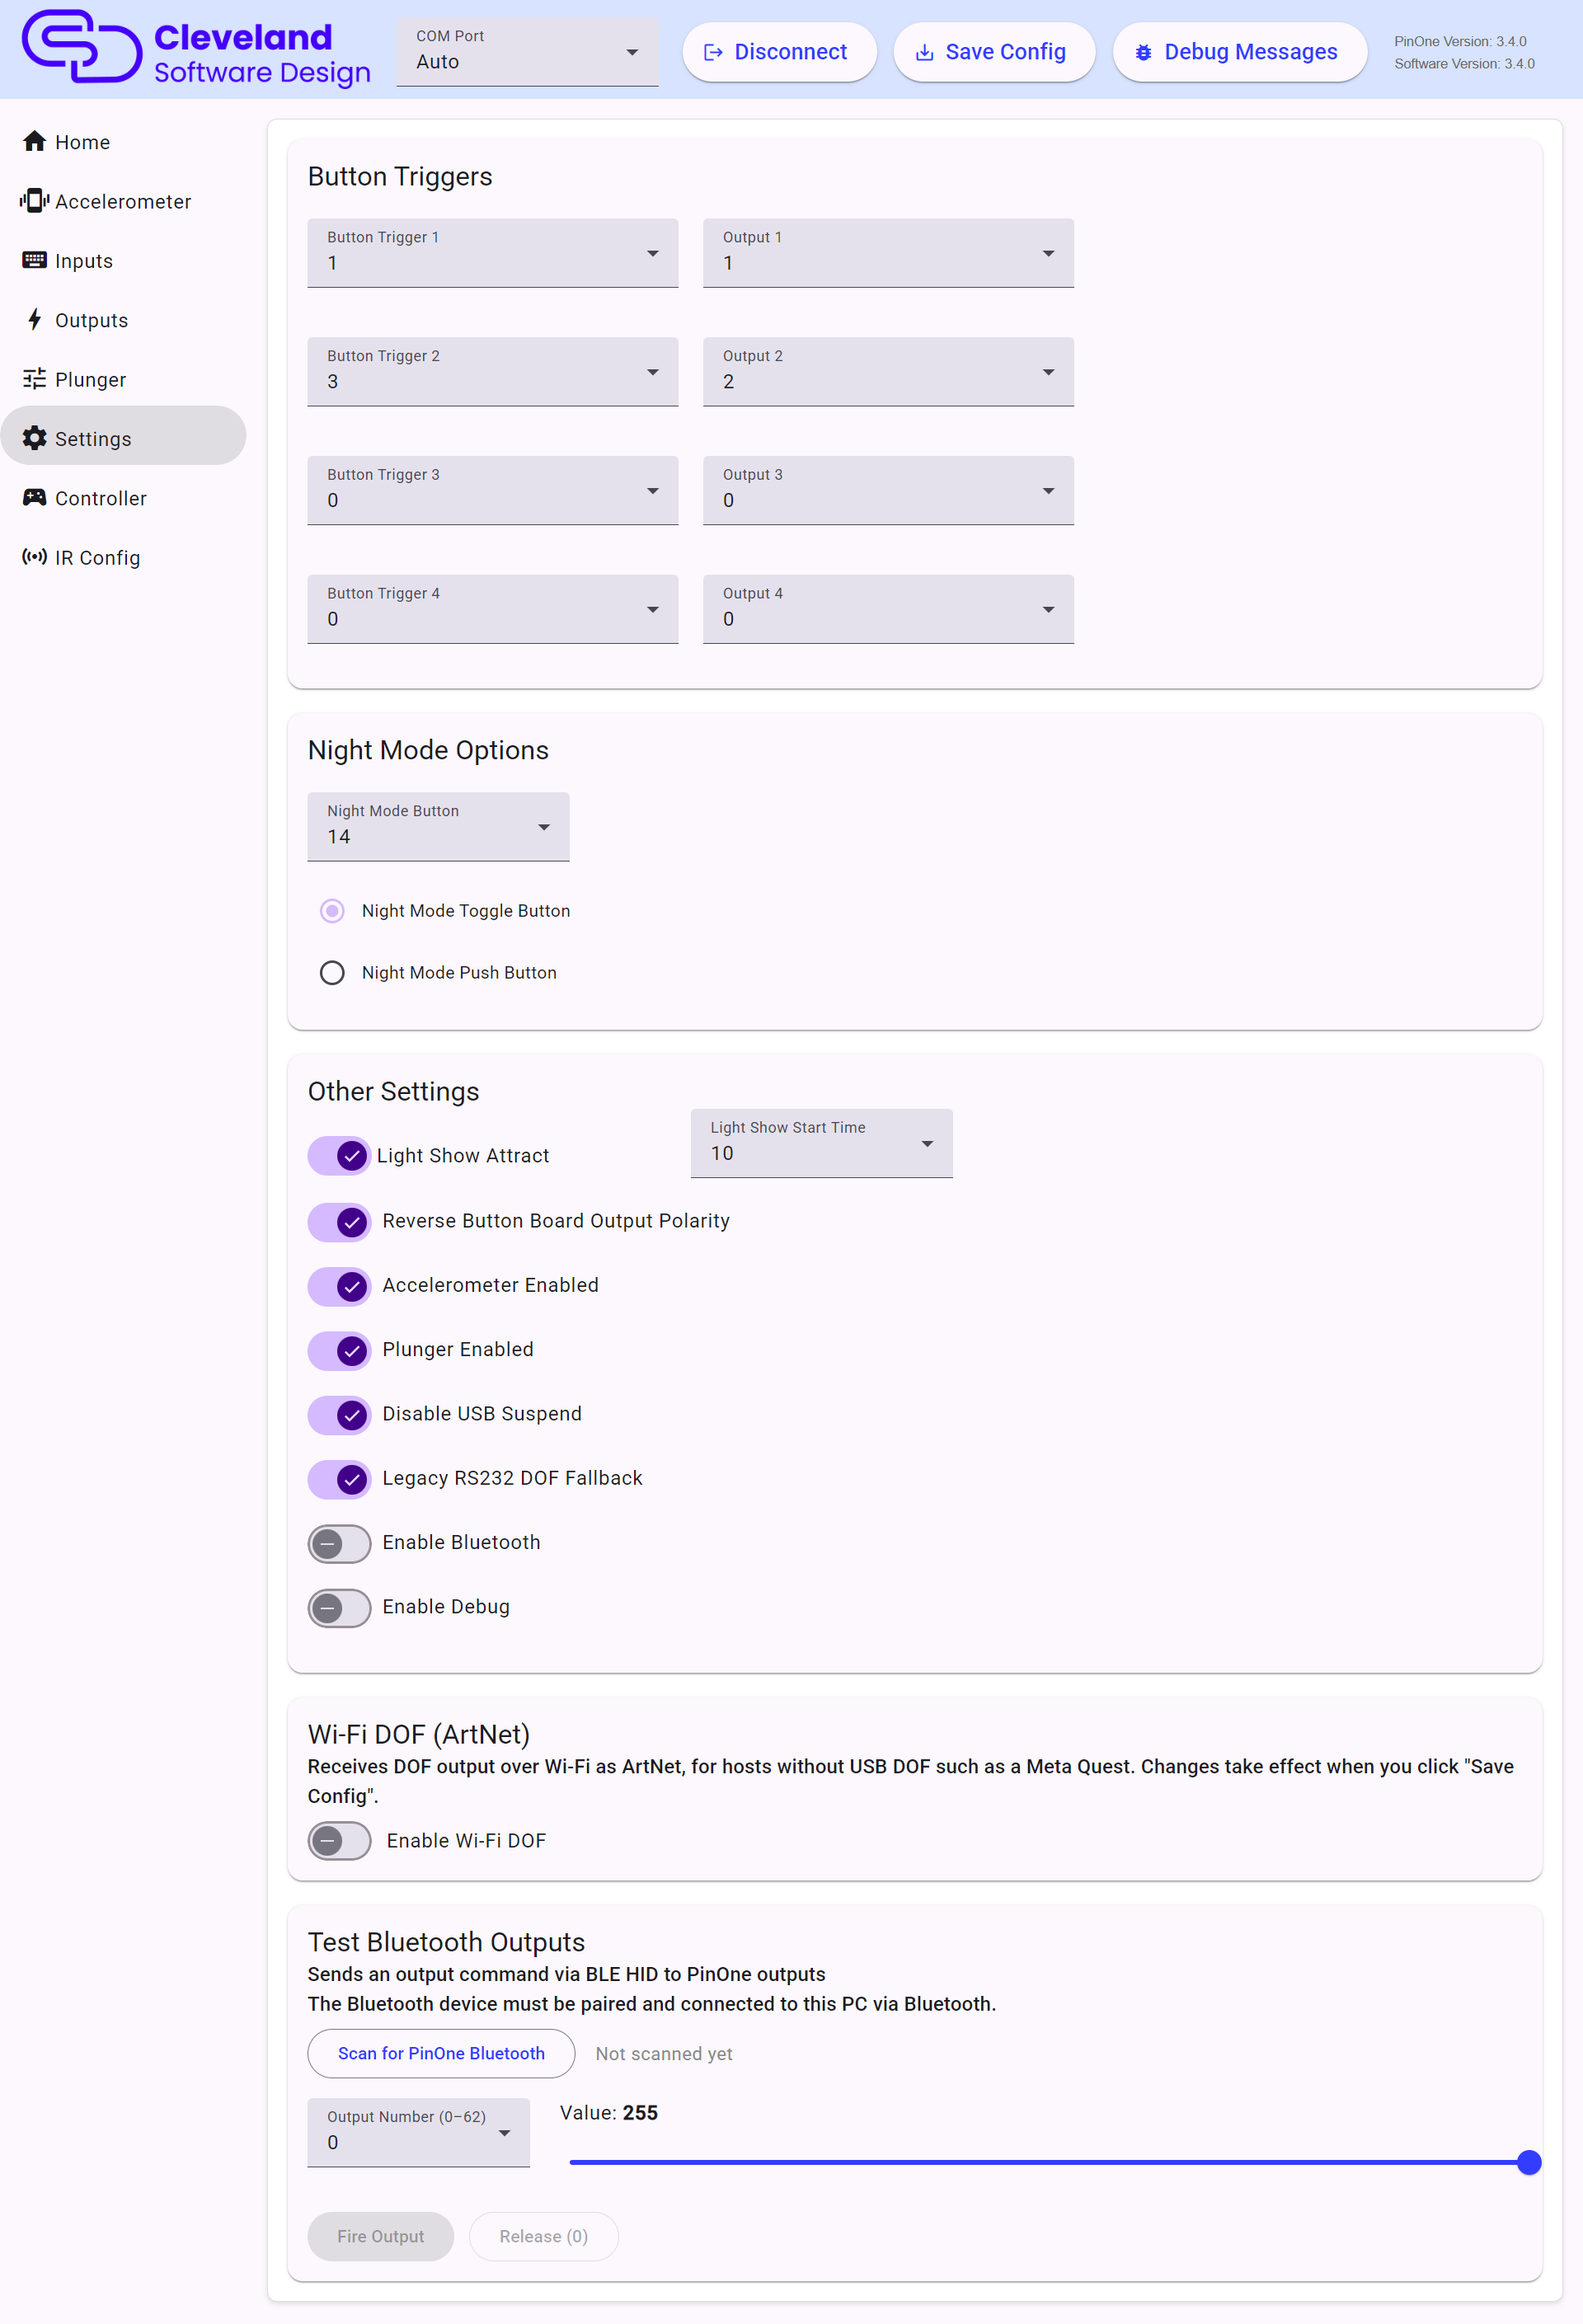 Cleveland
Software Design
COM Port
Auto
Disconnect
Save Config
Debug Messages
PinOne Version: 3.4.0
Software Version: 3.4.0
Home
Accelerometer
Inputs
Outputs
Plunger
Settings
Controller
IR Config
Button Triggers
Button Trigger 1
1
Output 1
1
Button Trigger 2
3
Output 2
2
Button Trigger 3
0
Output 3
0
Button Trigger 4
0
Output 4
0
Night Mode Options
Night Mode Button
14
Night Mode Toggle Button
Night Mode Push Button
Other Settings
Light Show Attract
Light Show Start Time
10
Reverse Button Board Output Polarity
Accelerometer Enabled
Plunger Enabled
Disable USB Suspend
Legacy RS232 DOF Fallback
Enable Bluetooth
Enable Debug
Wi-Fi DOF (ArtNet)
Receives DOF output over Wi-Fi as ArtNet, for hosts without USB DOF such as a Meta Quest. Changes take effect when you click "Save
Config".
Enable Wi-Fi DOF
Test Bluetooth Outputs
Sends an output command via BLE HID to PinOne outputs
The Bluetooth device must be paired and connected to this PC via Bluetooth.
Scan for PinOne Bluetooth
Not scanned yet
Output Number (0–62)
0
Value: 255
Fire Output
Release (0)